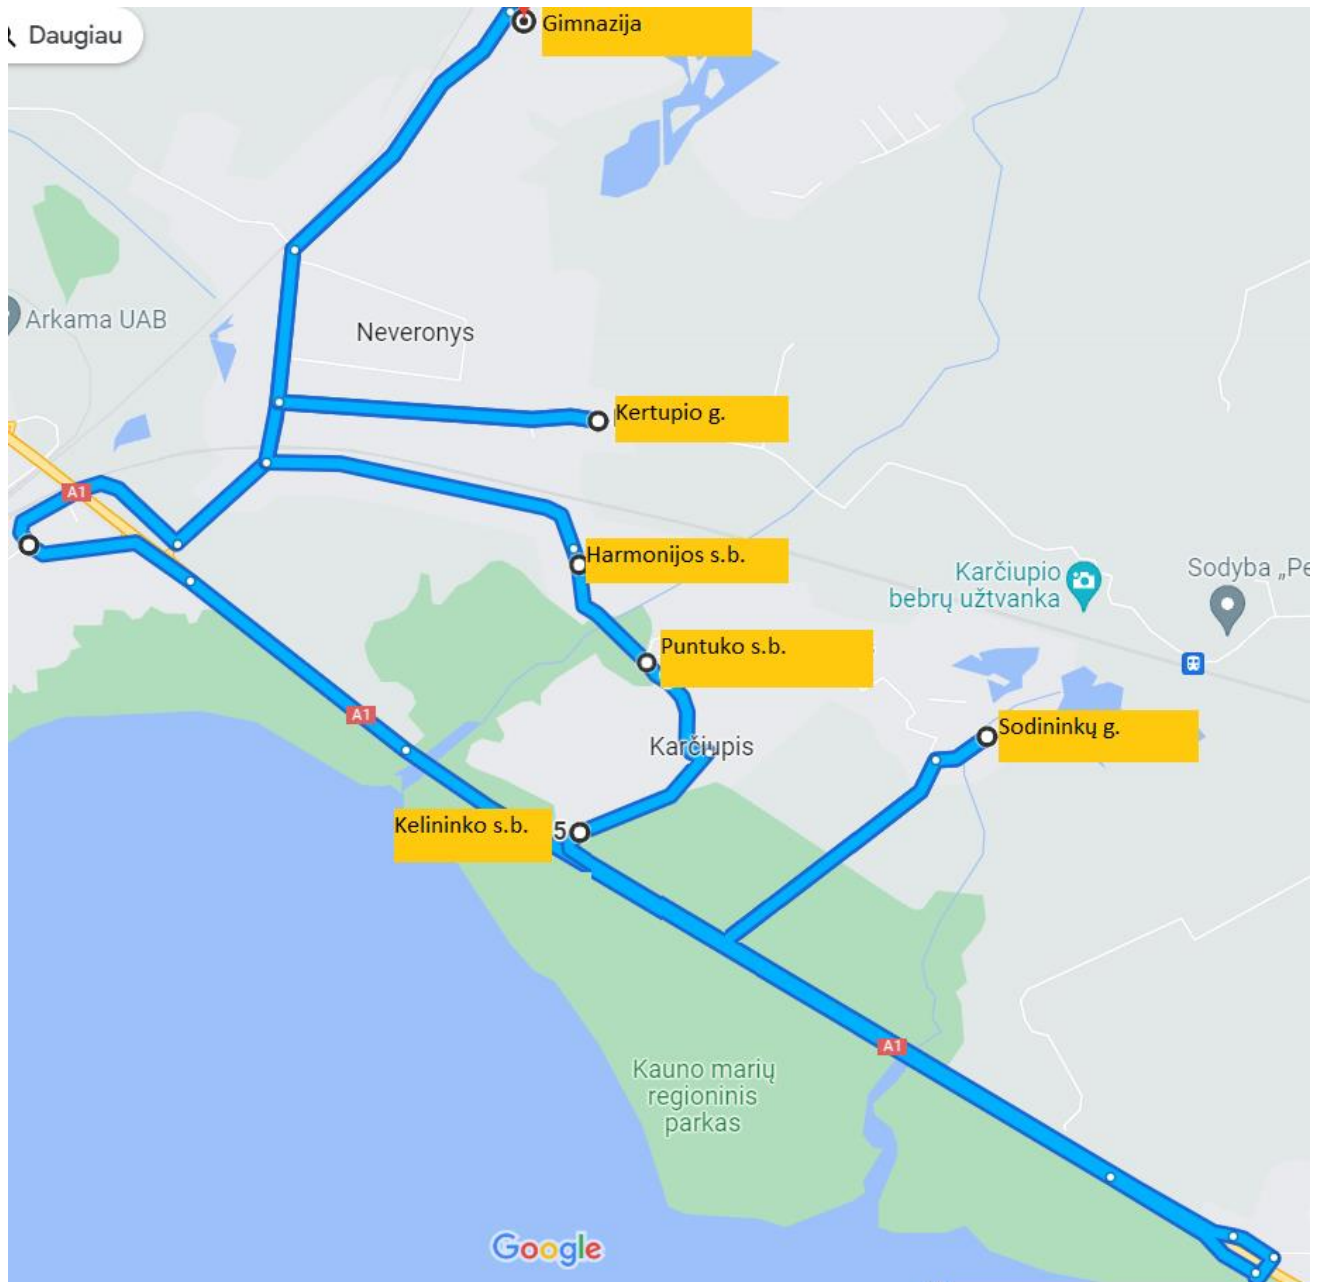 Gimnazija
Daugiau
Arkama UAB
Neveronys
Kertupio g.
A1
Harmonijos s.b.
Karčiupio
bebrų užtvanka
Sodyba „Pe
Puntuko s.b.
A1
Sodininkų g.
Karčiupis
Kelininko s.b.
5
A1
Kauno marių
regioninis
parkas
Google